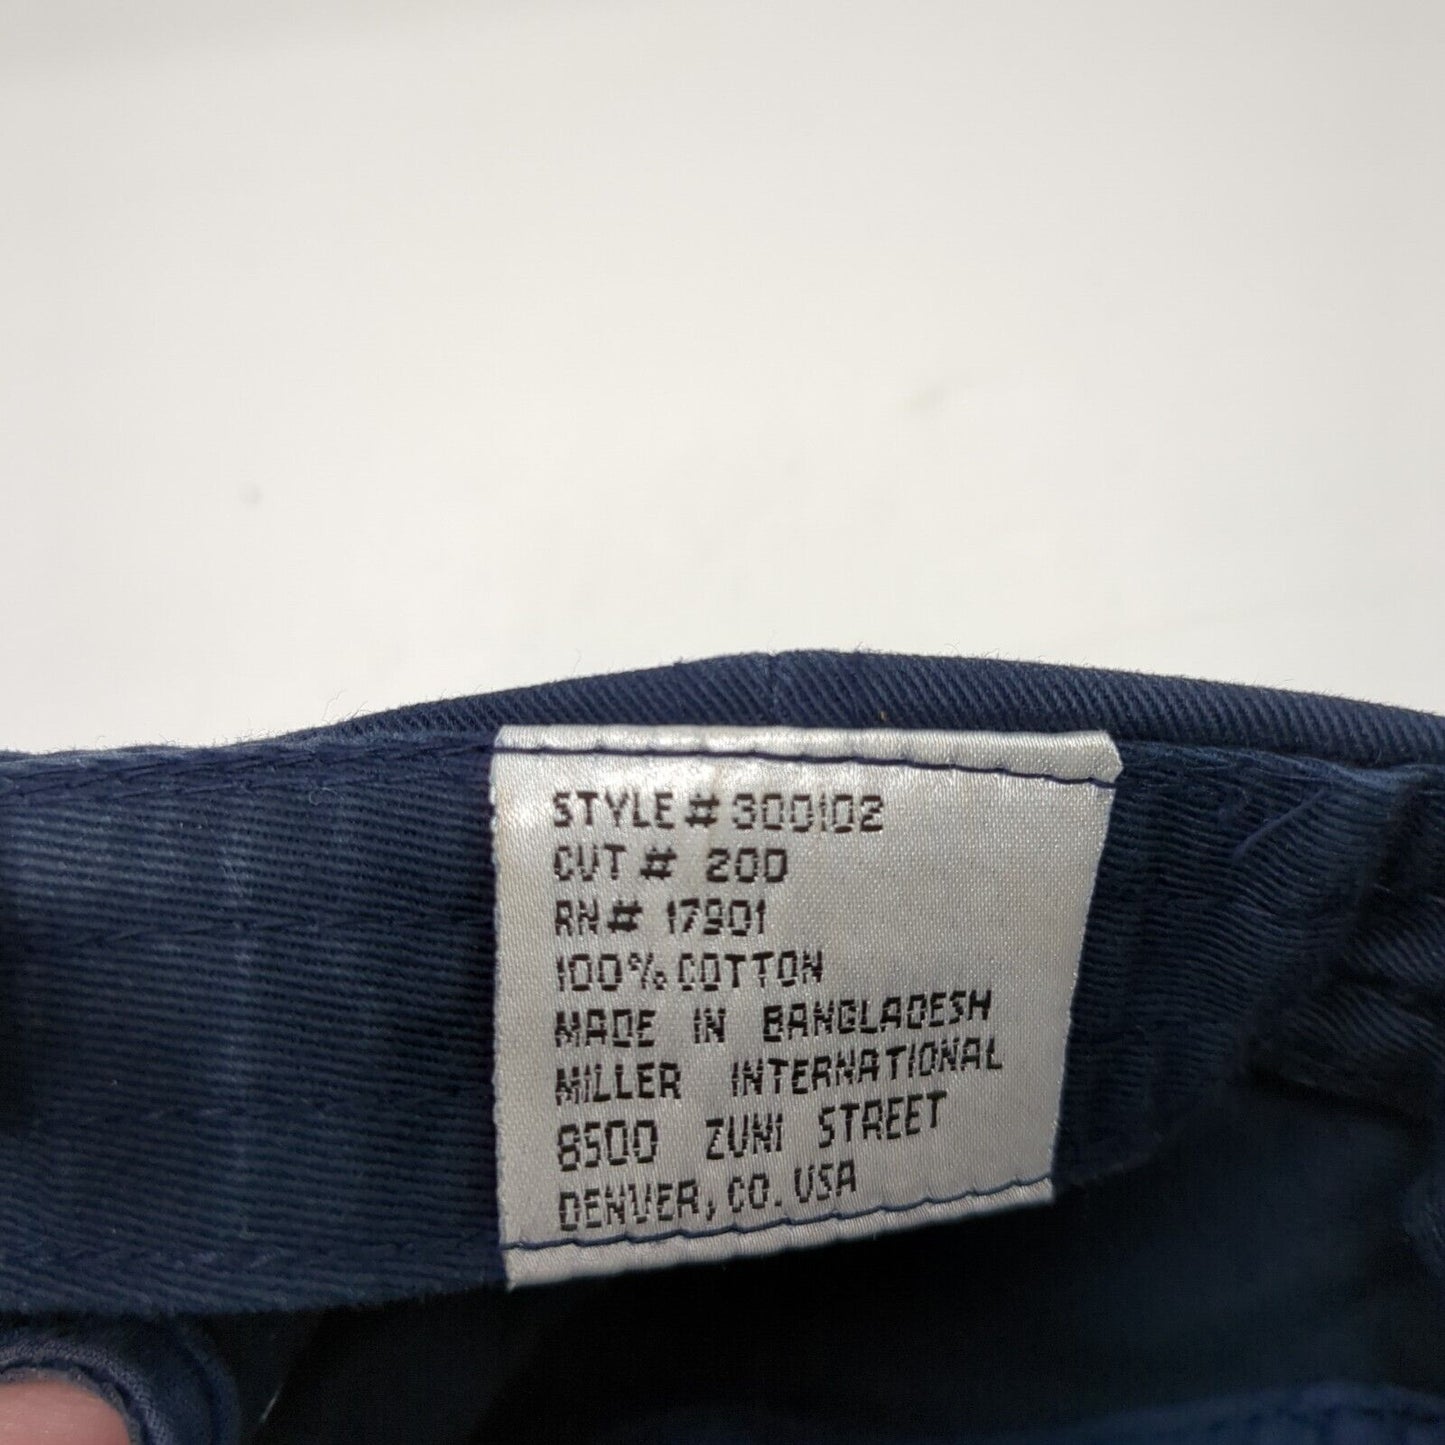 STYLE # 300102
CUT # 200
RN# 17901
100% COTTON
MADE IN BANGLADESH
MILLER INTERNATIONAL
8500 ZUNI STREET
DENVER, CO. USA